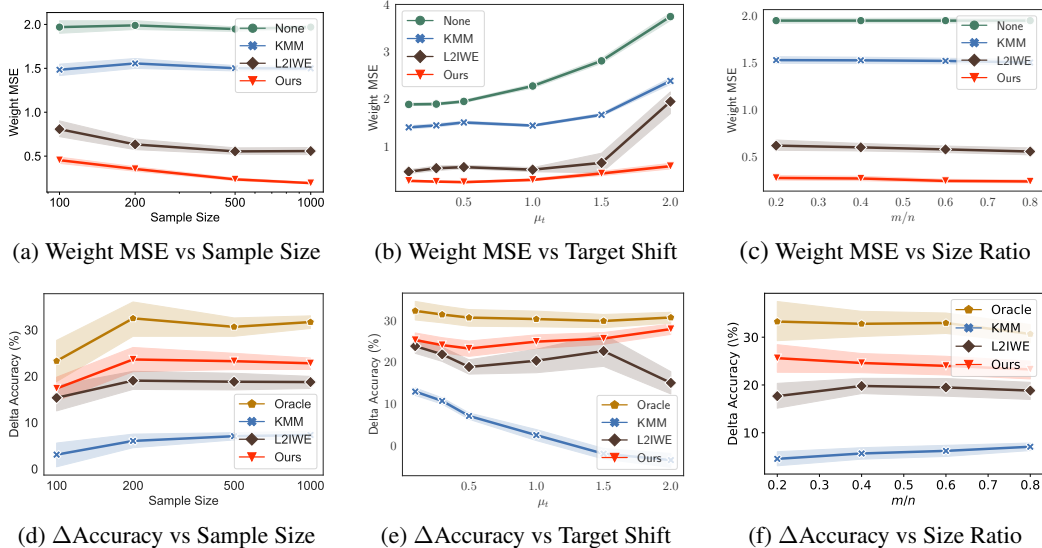 2.0
1.5
1.0
0.5
Weight MSE
100
200
500
1000
Sample Size
None
KMM
L2IWE
Ours
(a) Weight MSE vs Sample Size
4
3
2
1
Weight MSE
0.5
1.0
1.5
2.0
μt
None
KMM
L2IWE
Ours
(b) Weight MSE vs Target Shift
2.0
1.5
1.0
0.5
Weight MSE
0.2
0.3
0.4
0.5
0.6
0.7
0.8
m/n
None
KMM
L2IWE
Ours
(c) Weight MSE vs Size Ratio
30
20
10
0
Delta Accuracy (%)
100
200
500
1000
Sample Size
Oracle
KMM
L2IWE
Ours
(d) ΔAccuracy vs Sample Size
30
20
10
0
Delta Accuracy (%)
0.5
1.0
1.5
2.0
μt
Oracle
KMM
L2IWE
Ours
(e) ΔAccuracy vs Target Shift
30
20
10
Delta Accuracy (\%)
0.2
0.3
0.4
0.5
0.6
0.7
0.8
m/n
Oracle
KMM
L2IWE
Ours
(f) ΔAccuracy vs Size Ratio